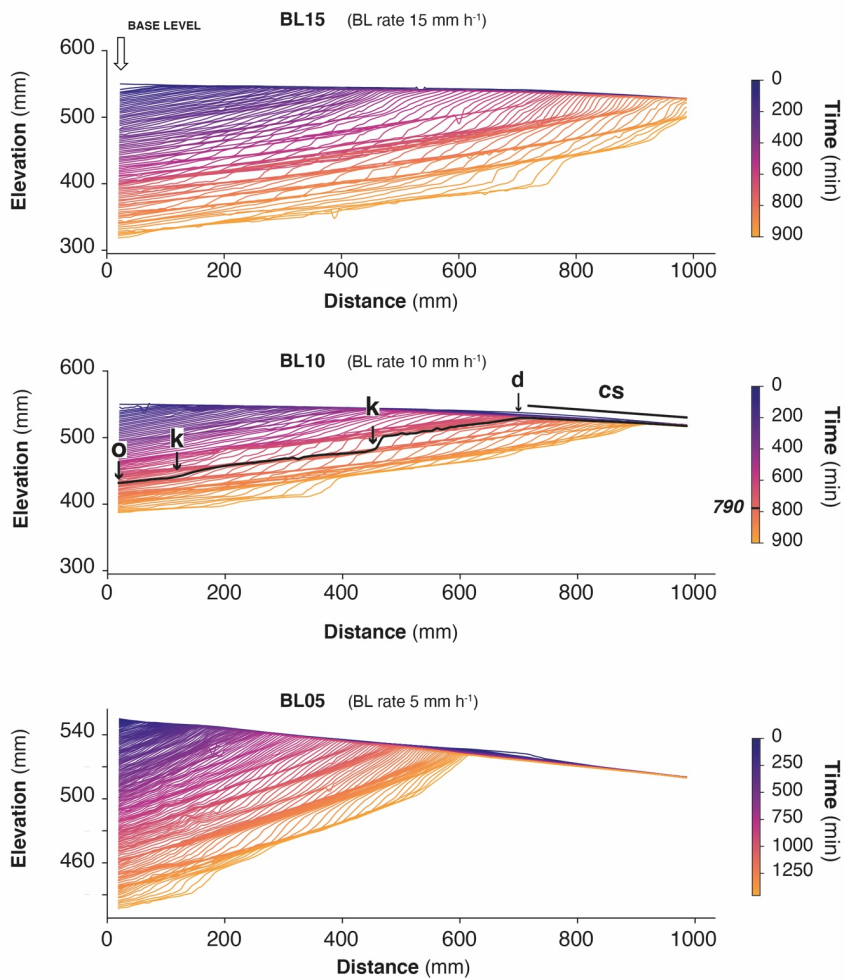 BL15 (BL rate 15 mm h⁻¹)
BASE LEVEL
600
500
400
300
Elevation (mm)
0 200 400 600 800 1000
Distance (mm)
0
200
400
600
800
900
Time (min)
BL10 (BL rate 10 mm h⁻¹)
600
500
400
300
Elevation (mm)
o
k
k
d
cs
0 200 400 600 800 1000
Distance (mm)
0
200
400
600
790
800
900
Time (min)
BL05 (BL rate 5 mm h⁻¹)
540
500
460
Elevation (mm)
0 200 400 600 800 1000
Distance (mm)
0
250
500
750
1000
1250
Time (min)